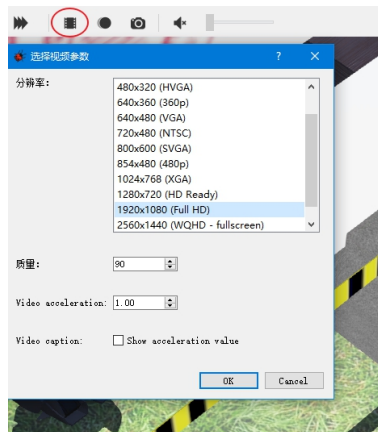 选择视频参数
分辨率：
480x320 (HVGA)
640x360 (360p)
640x480 (VGA)
720x480 (NTSC)
800x600 (SVGA)
854x480 (480p)
1024x768 (XGA)
1280x720 (HD Ready)
1920x1080 (Full HD)
2560x1440 (WQHD - fullscreen)
质量： 90
Video acceleration: 1.00
Video caption: Show acceleration value
OK Cancel